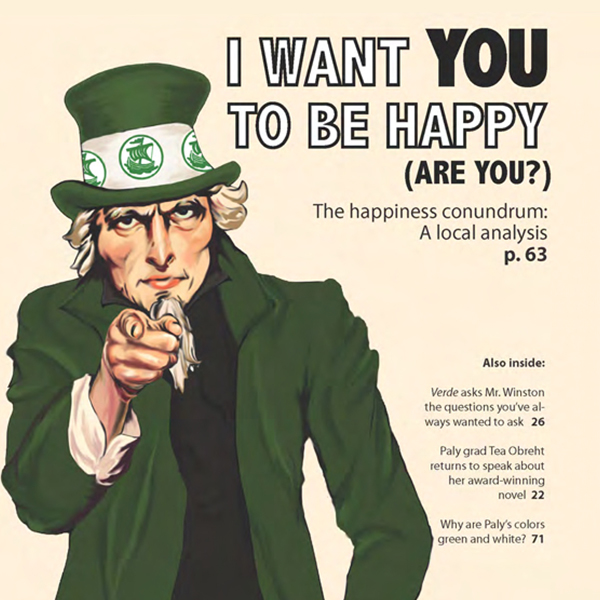 I WANT YOU
TO BE HAPPY
(ARE YOU?)
The happiness conundrum:
A local analysis
p. 63
Also inside:
Verde asks Mr. Winston
the questions you've al-
ways wanted to ask 26
Paly grad Tea Obreht
returns to speak about
her award-winning
novel 22
Why are Paly's colors
green and white? 71